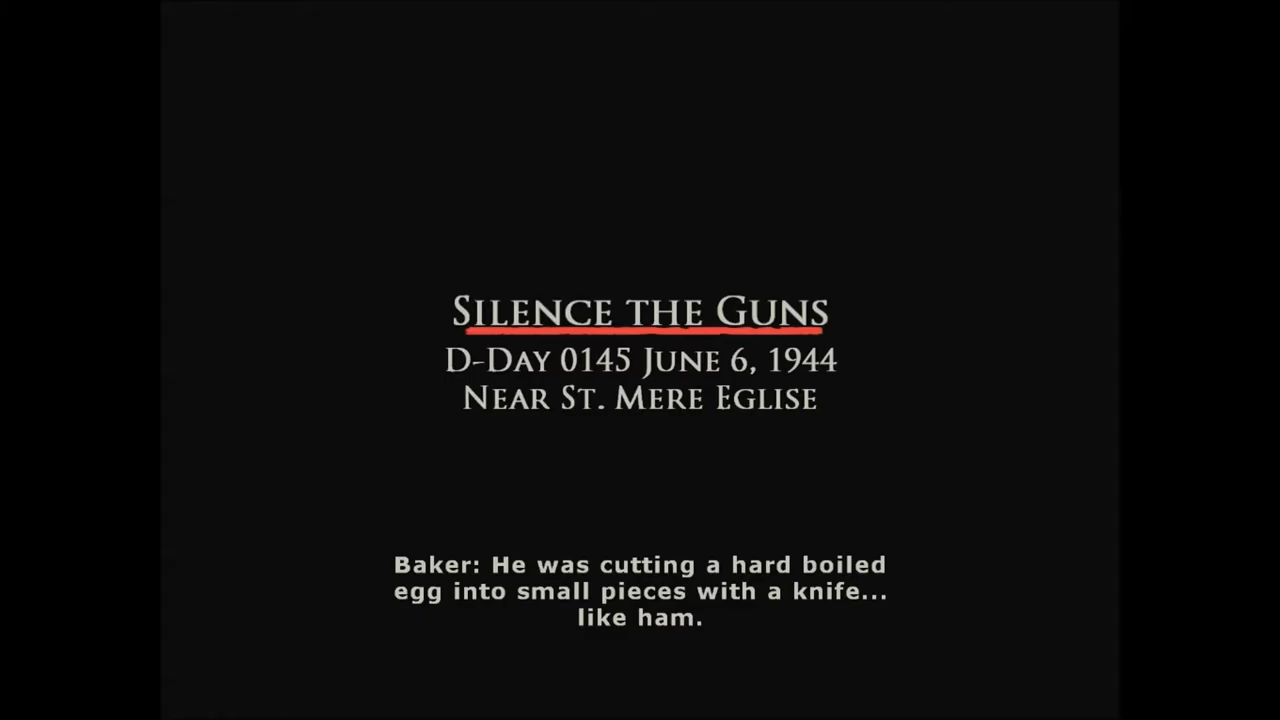 Silence the Guns
D-Day 0145 June 6, 1944
Near St. Mere Eglise
Baker: He was cutting a hard boiled
egg into small pieces with a knife...
like ham.